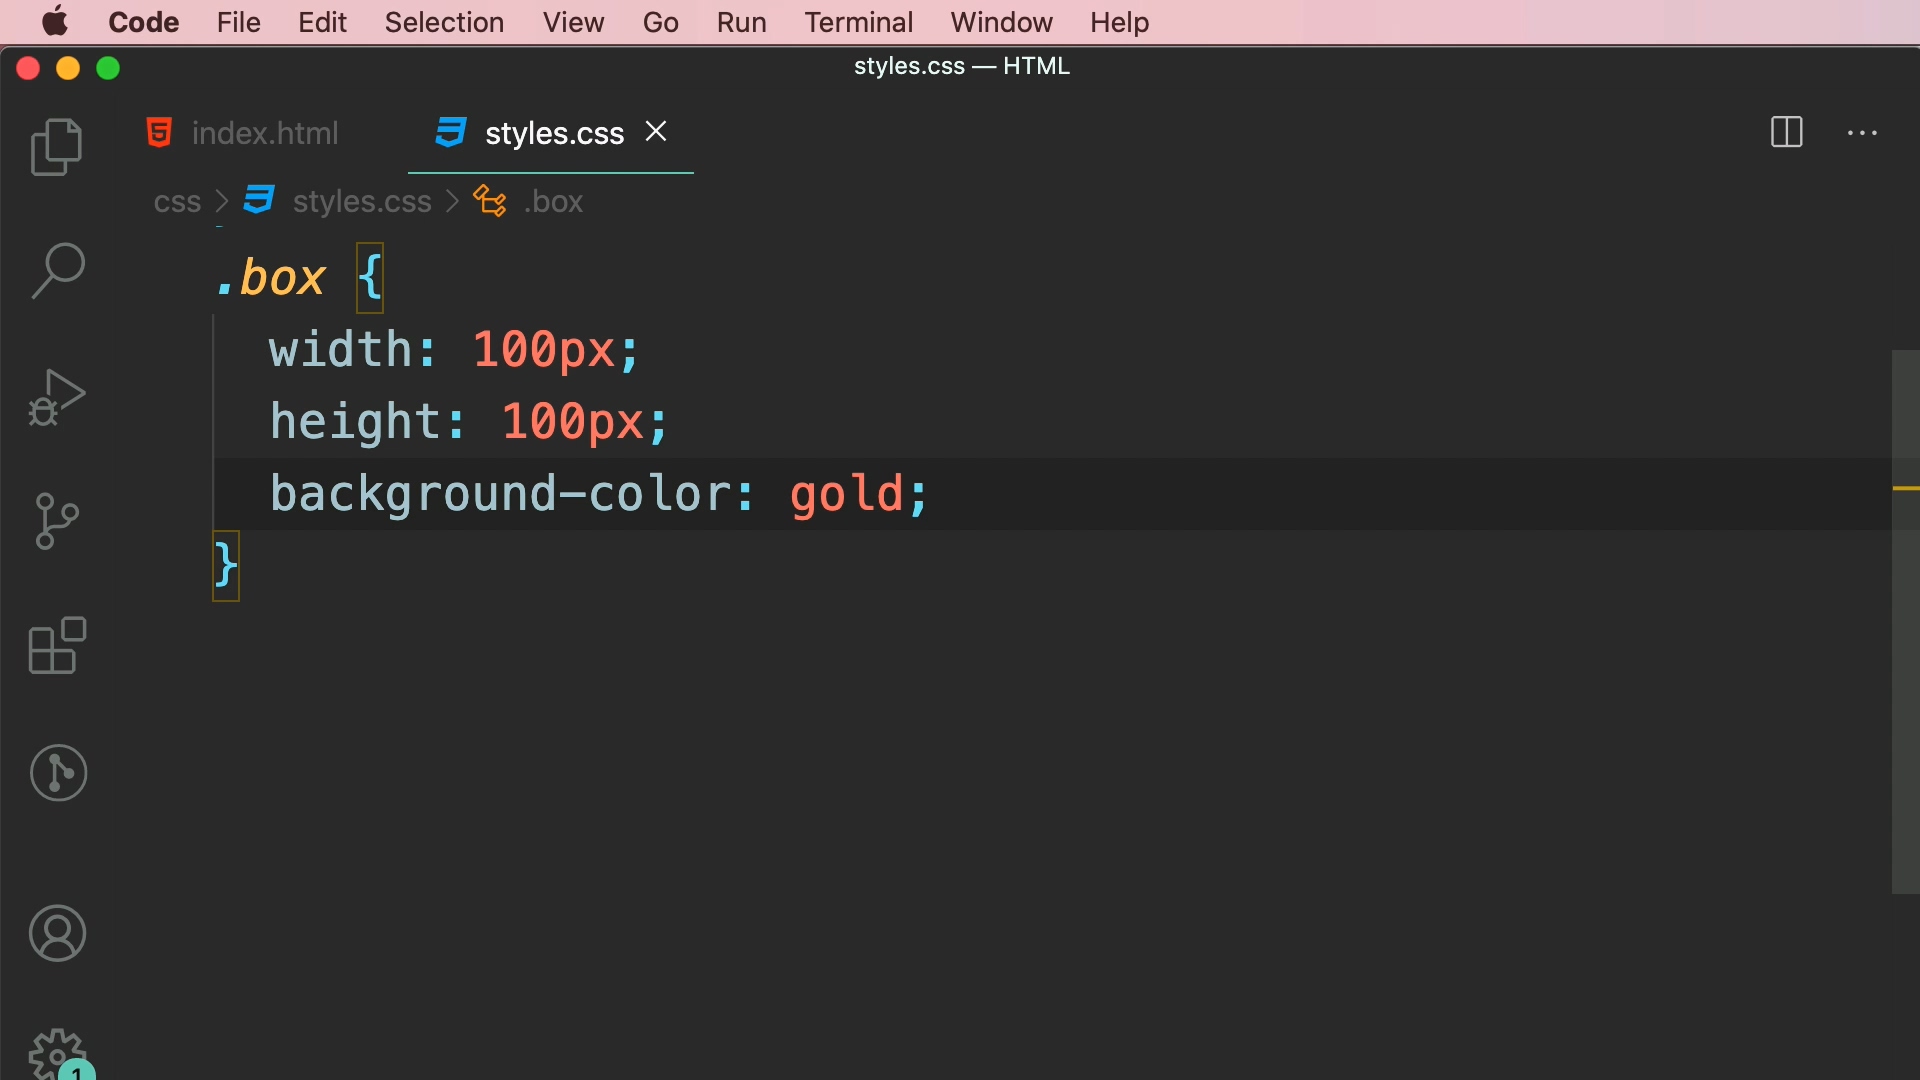 Code File Edit Selection View Go Run Terminal Window Help
styles.css — HTML
index.html styles.css
css > styles.css > .box
.box {
width: 100px;
height: 100px;
background-color: gold;
}
1